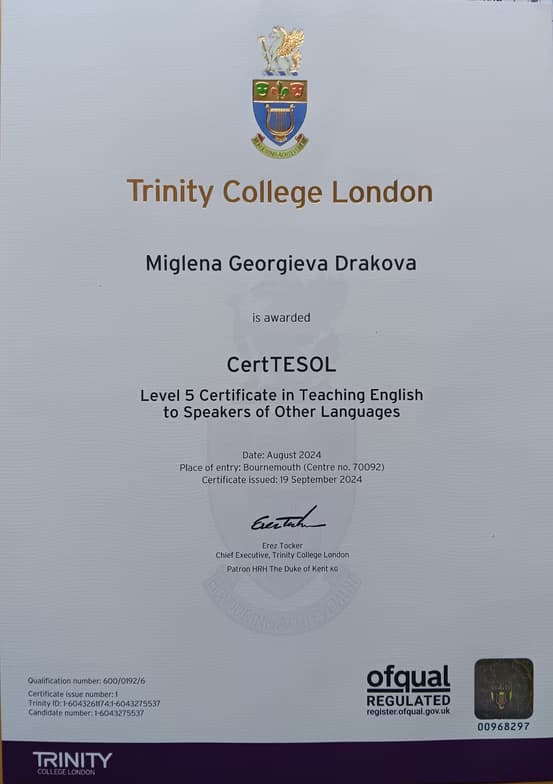 Trinity College London
Miglena Georgieva Drakova
is awarded
CertTESOL
Level 5 Certificate in Teaching English
to Speakers of Other Languages
Date: August 2024
Place of entry: Bournemouth (Centre no. 70092)
Certificate issued: 19 September 2024
Erez Tocker
Chief Executive, Trinity College London
Patron HRH The Duke of Kent KG
Qualification number: 600/0192/6
Certificate issue number: 1
Trinity ID: 1-6043261174:1-6043275537
Candidate number: 1-6043275537
ofqual
REGULATED
register.ofqual.gov.uk
00968297
TRINITY
COLLEGE LONDON